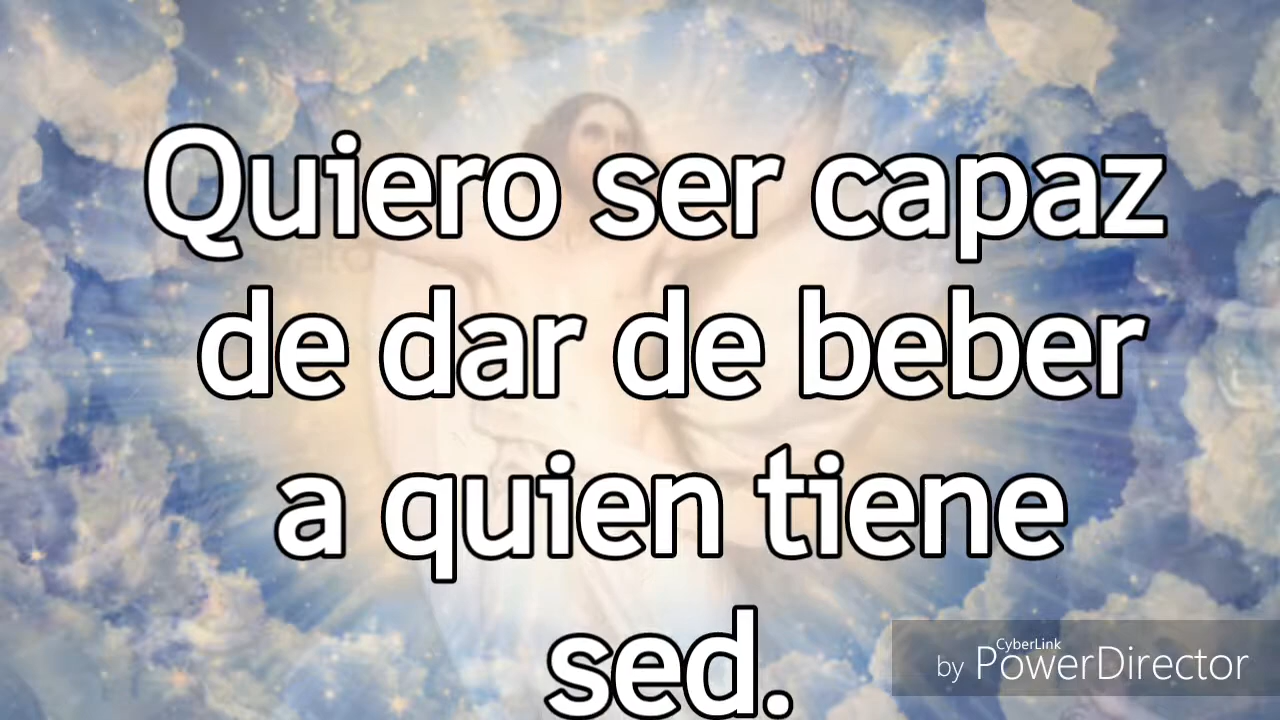 Quiero ser capaz
de dar de beber
a quien tiene
sed.
CyberLink
by PowerDirector